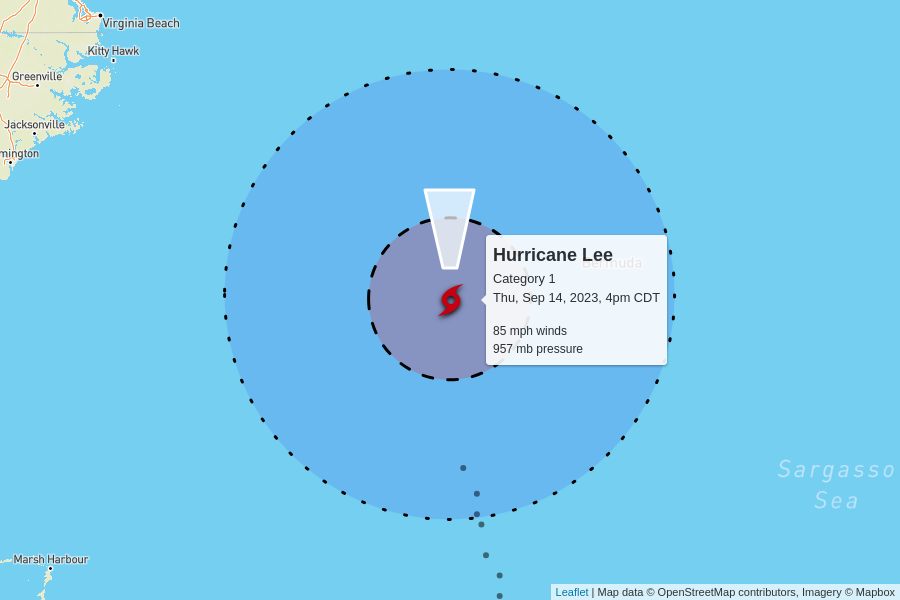 Virginia Beach
Kitty Hawk
Greenville
Jacksonville
mington
Hurricane Lee
Bermuda
Category 1
Thu, Sep 14, 2023, 4pm CDT
85 mph winds
957 mb pressure
Sargasso
Sea
Marsh Harbour
Leaflet | Map data © OpenStreetMap contributors, Imagery © Mapbox